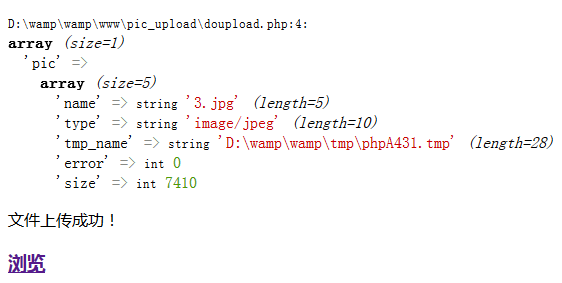 D:\wamp\wamp\www\pic_upload\doupload.php:4:
array (size=1)
'pic' =>
array (size=5)
'name' => string '3.jpg' (length=5)
'type' => string 'image/jpeg' (length=10)
'tmp_name' => string 'D:\wamp\wamp\tmp\phpA431.tmp' (length=28)
'error' => int 0
'size' => int 7410
文件上传成功！
浏览